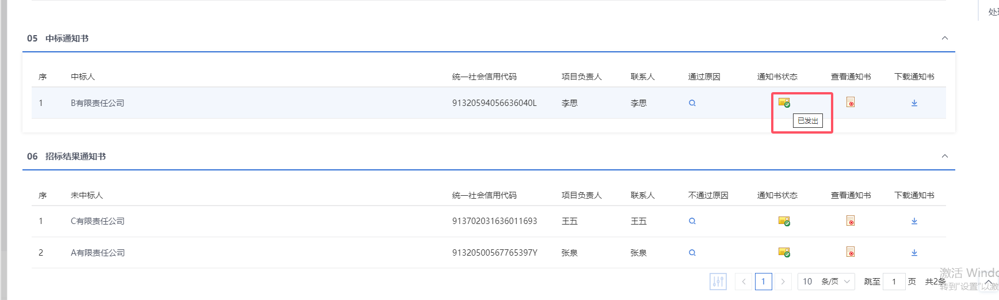 处
05 中标通知书
序 中标人 统一社会信用代码 项目负责人 联系人 通过原因 通知书状态 查看通知书 下载通知书
1 B有限责任公司 91320594056636040L 李思 李思
已发出
06 招标结果通知书
序 未中标人 统一社会信用代码 项目负责人 联系人 不通过原因 通知书状态 查看通知书 下载通知书
1 C有限责任公司 913702031636011693 王五 王五
2 A有限责任公司 91320500567765397Y 张泉 张泉
1 10 条/页 跳至 1 页 共2条
激活 Windo
转到“设置”以激